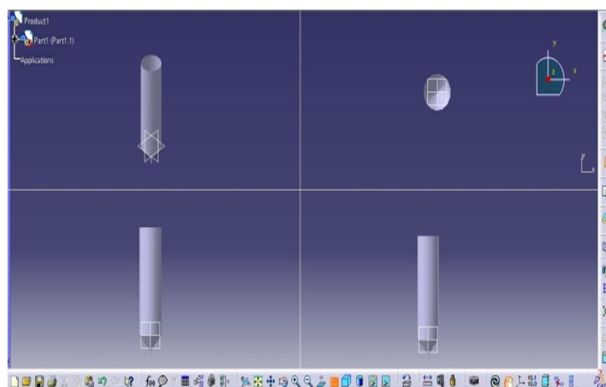 Product1
Part1 (Part1.1)
Applications
y
z x
y
x